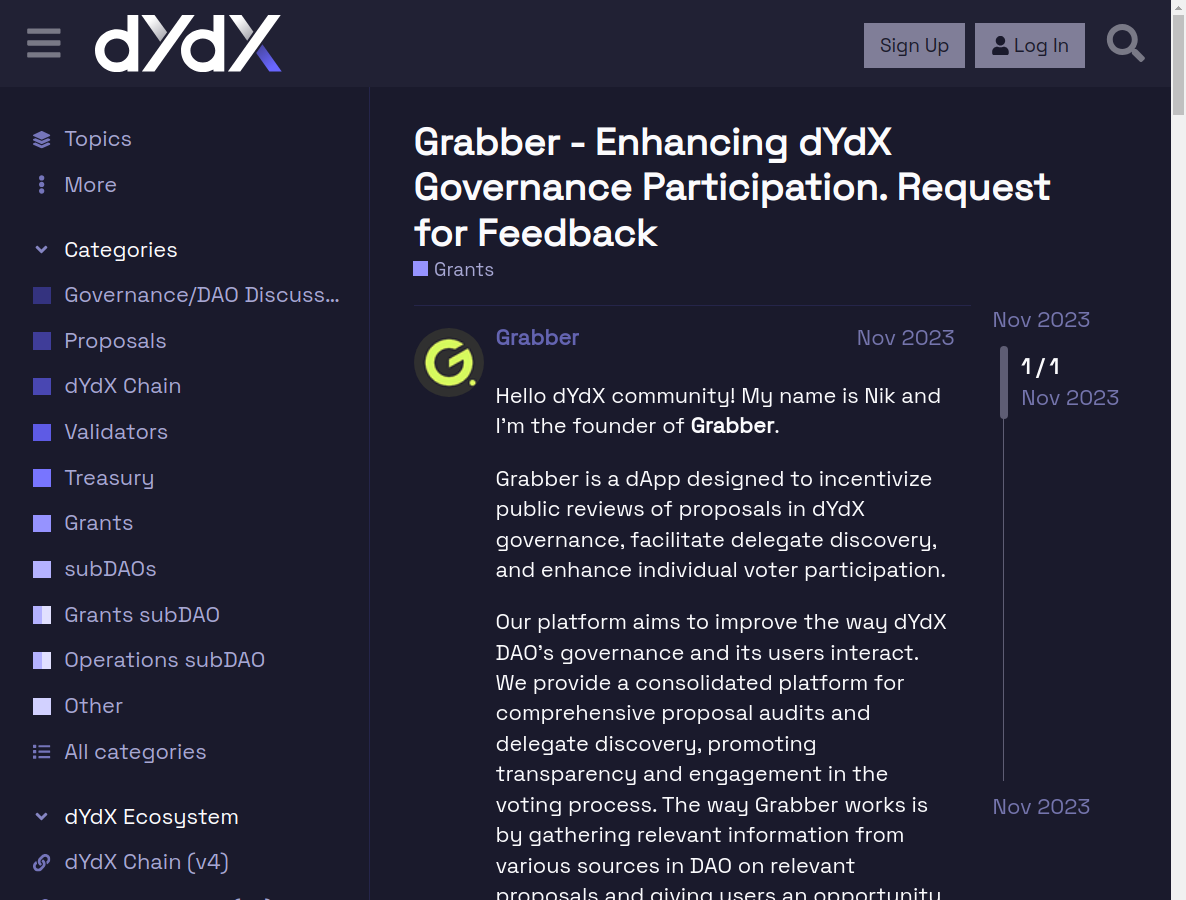 dYdX
Sign Up
Log In
Topics
More
Categories
Governance/DAO Discuss...
Proposals
dYdX Chain
Validators
Treasury
Grants
subDAOs
Grants subDAO
Operations subDAO
Other
All categories
dYdX Ecosystem
dYdX Chain (v4)
Grabber - Enhancing dYdX
Governance Participation. Request
for Feedback
Grants
Grabber
Nov 2023
Hello dYdX community! My name is Nik and
I'm the founder of Grabber.
Grabber is a dApp designed to incentivize
public reviews of proposals in dYdX
governance, facilitate delegate discovery,
and enhance individual voter participation.
Our platform aims to improve the way dYdX
DAO's governance and its users interact.
We provide a consolidated platform for
comprehensive proposal audits and
delegate discovery, promoting
transparency and engagement in the
voting process. The way Grabber works is
by gathering relevant information from
various sources in DAO on relevant
proposals and giving users an opportunity
Nov 2023
1 / 1
Nov 2023
Nov 2023